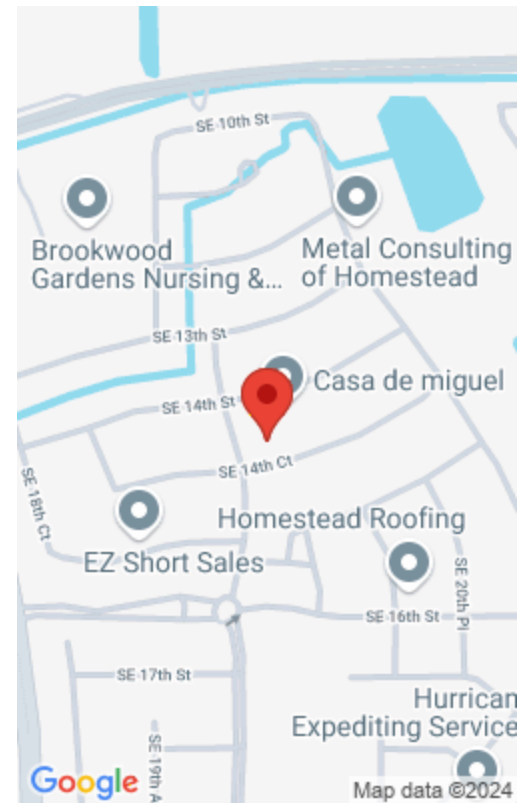 SE 10th St
Brookwood
Gardens Nursing &...
Metal Consulting
of Homestead
SE 13th St
Casa de miguel
SE 14th St
SE 14th Ct
SE 18th Ct
Homestead Roofing
EZ Short Sales
SE 20th Pl
SE 16th St
SE 17th St
SE 19th A
Hurrican
Expediting Service
Google
Map data ©2024